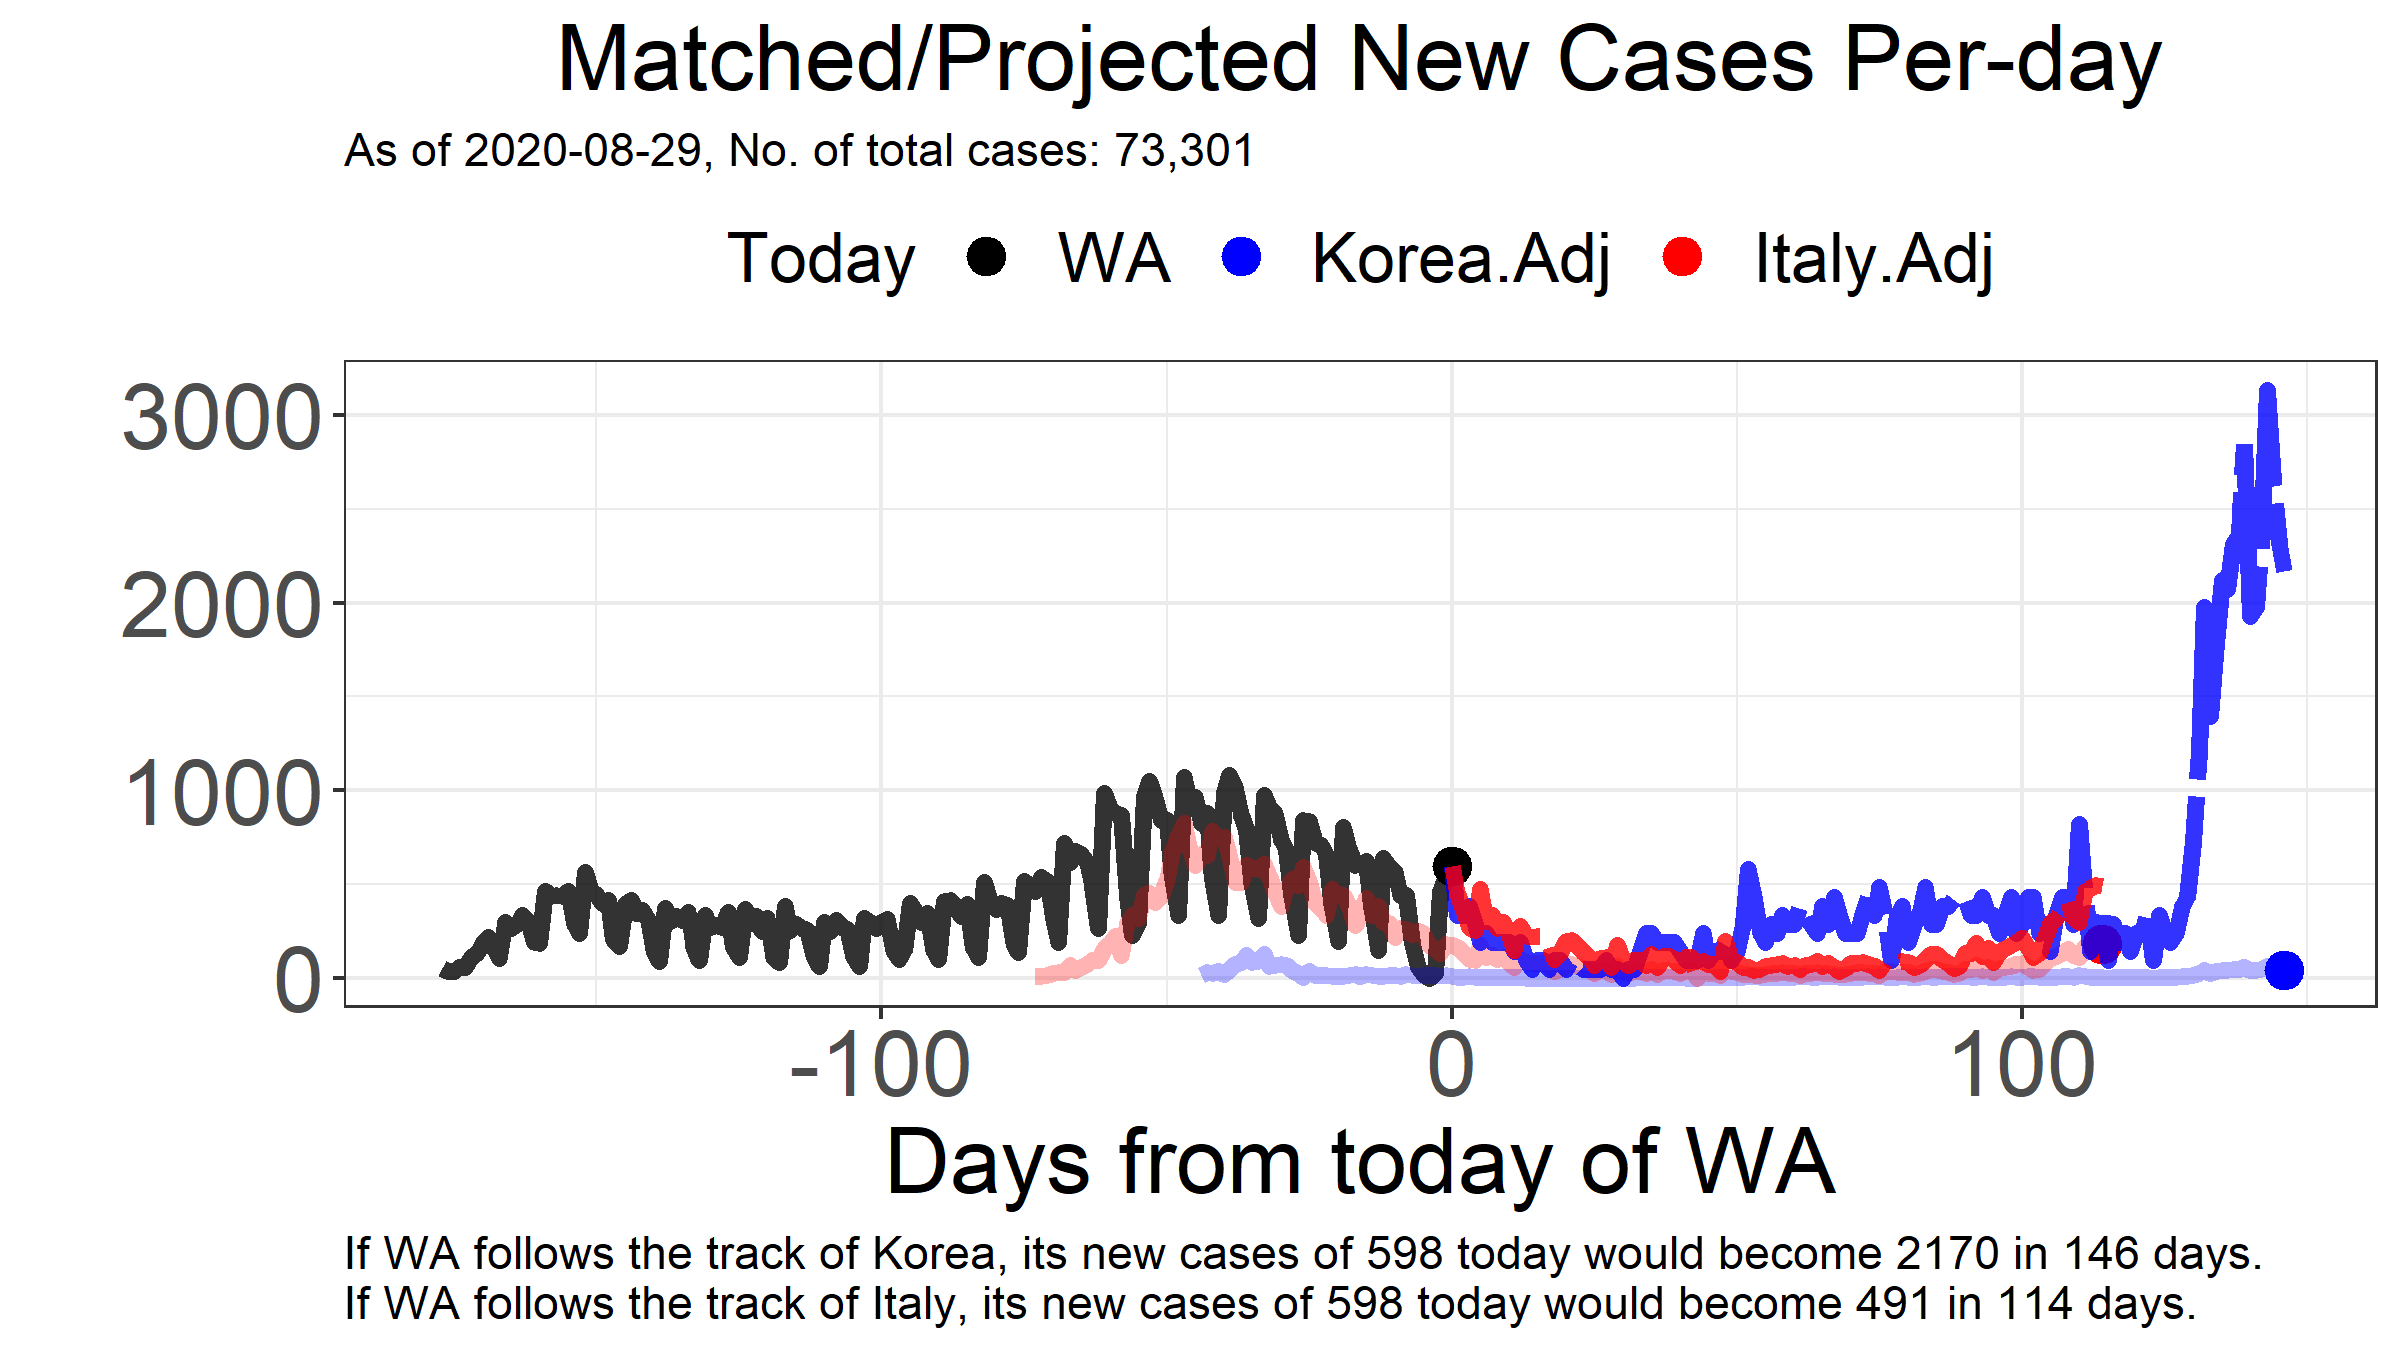 Matched/Projected New Cases Per-day
As of 2020-08-29, No. of total cases: 73,301
Today WA Korea.Adj Italy.Adj
3000
2000
1000
0
-100 0 100
Days from today of WA
If WA follows the track of Korea, its new cases of 598 today would become 2170 in 146 days.
If WA follows the track of Italy, its new cases of 598 today would become 491 in 114 days.